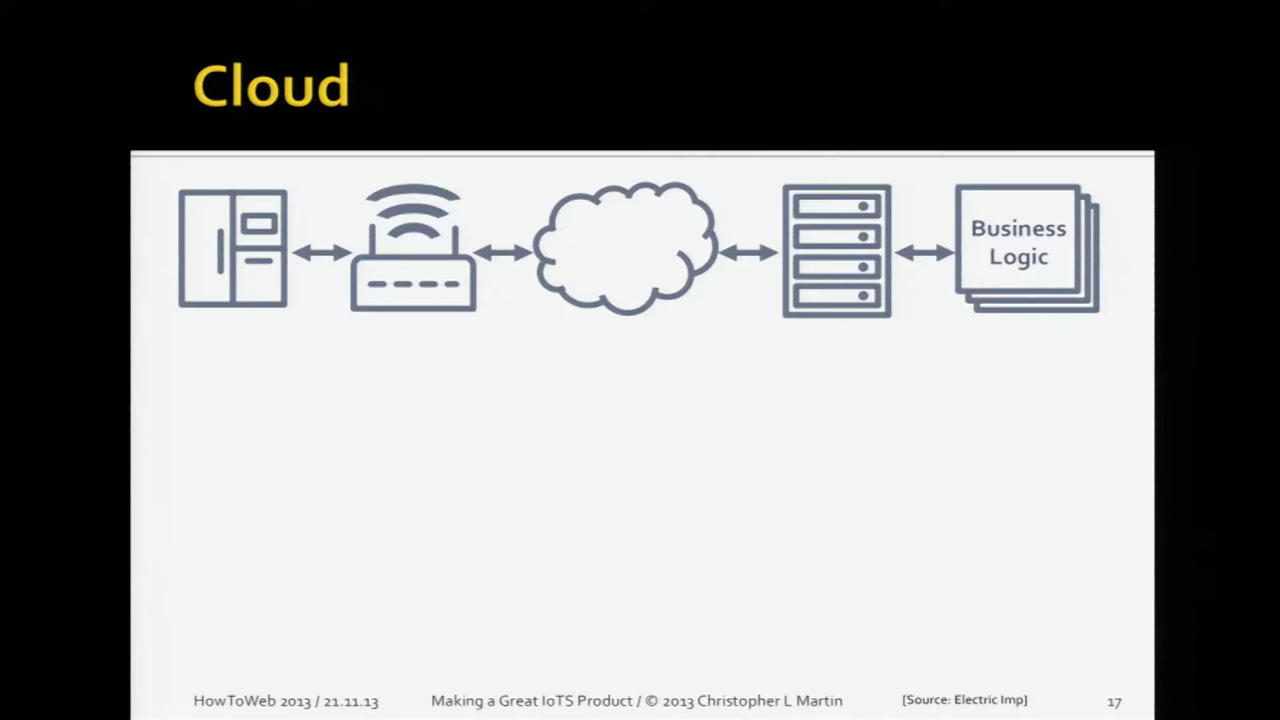 Cloud
Business
Logic
HowToWeb 2013 / 21.11.13
Making a Great IoTS Product / © 2013 Christopher L Martin
[Source: Electric Imp]
17